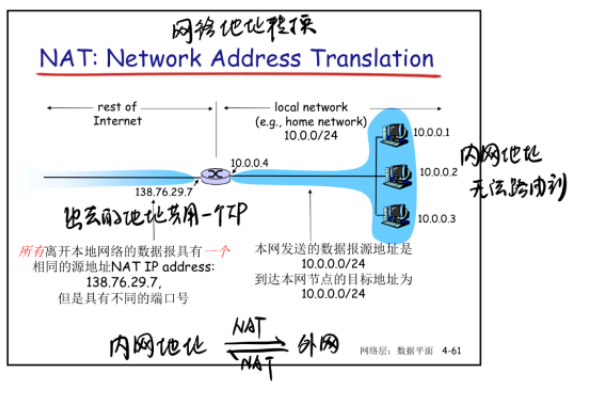 网络地址转换
NAT: Network Address Translation
rest of
Internet
local network
(e.g., home network)
10.0.0/24
10.0.0.1
10.0.0.4
10.0.0.2
138.76.29.7
内网地址
无法路由到
出去的地址共用一个IP
10.0.0.3
所有离开本地网络的数据报具有一个
相同的源地址NAT IP address:
138.76.29.7,
但是具有不同的端口号
本网发送的数据报源地址是
10.0.0.0/24
到达本网节点的目标地址为
10.0.0.0/24
内网地址 NAT 外网
NAT
网络层：数据平面 4-61